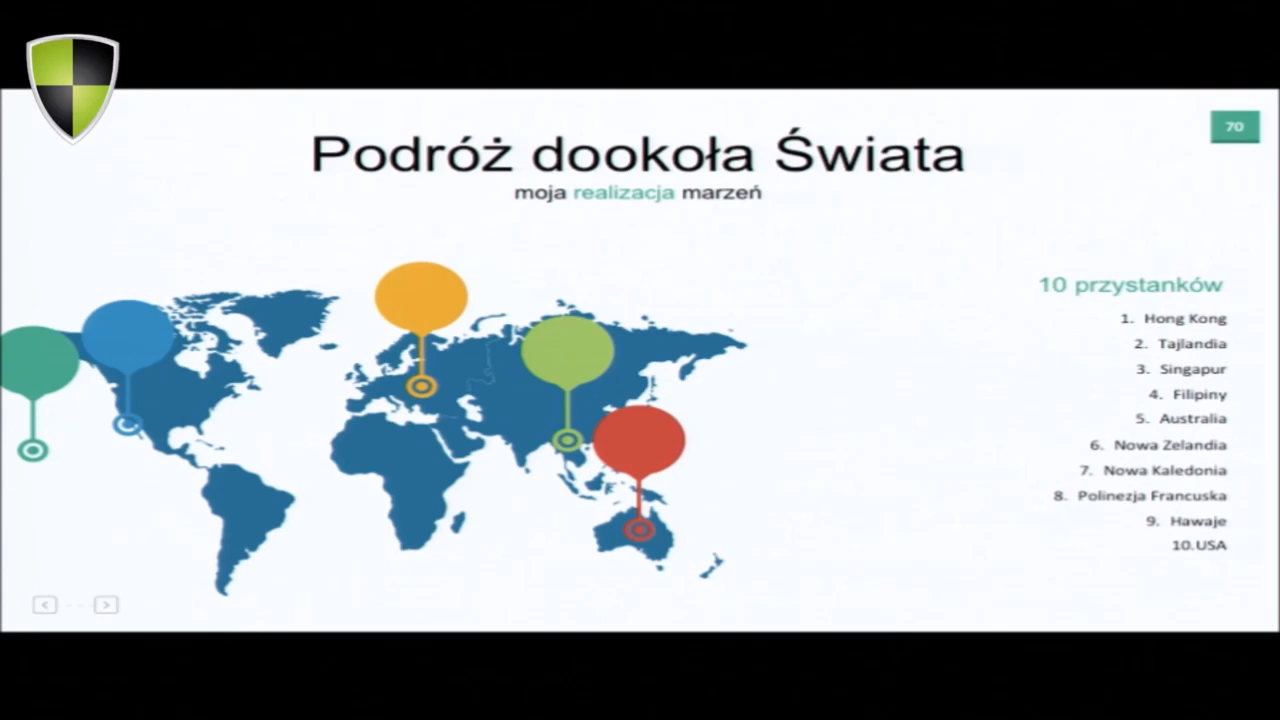 70
Podróż dookoła Świata
moja realizacja marzeń
10 przystanków
1. Hong Kong
2. Tajlandia
3. Singapur
4. Filipiny
5. Australia
6. Nowa Zelandia
7. Nowa Kaledonia
8. Polinezja Francuska
9. Hawaje
10.USA